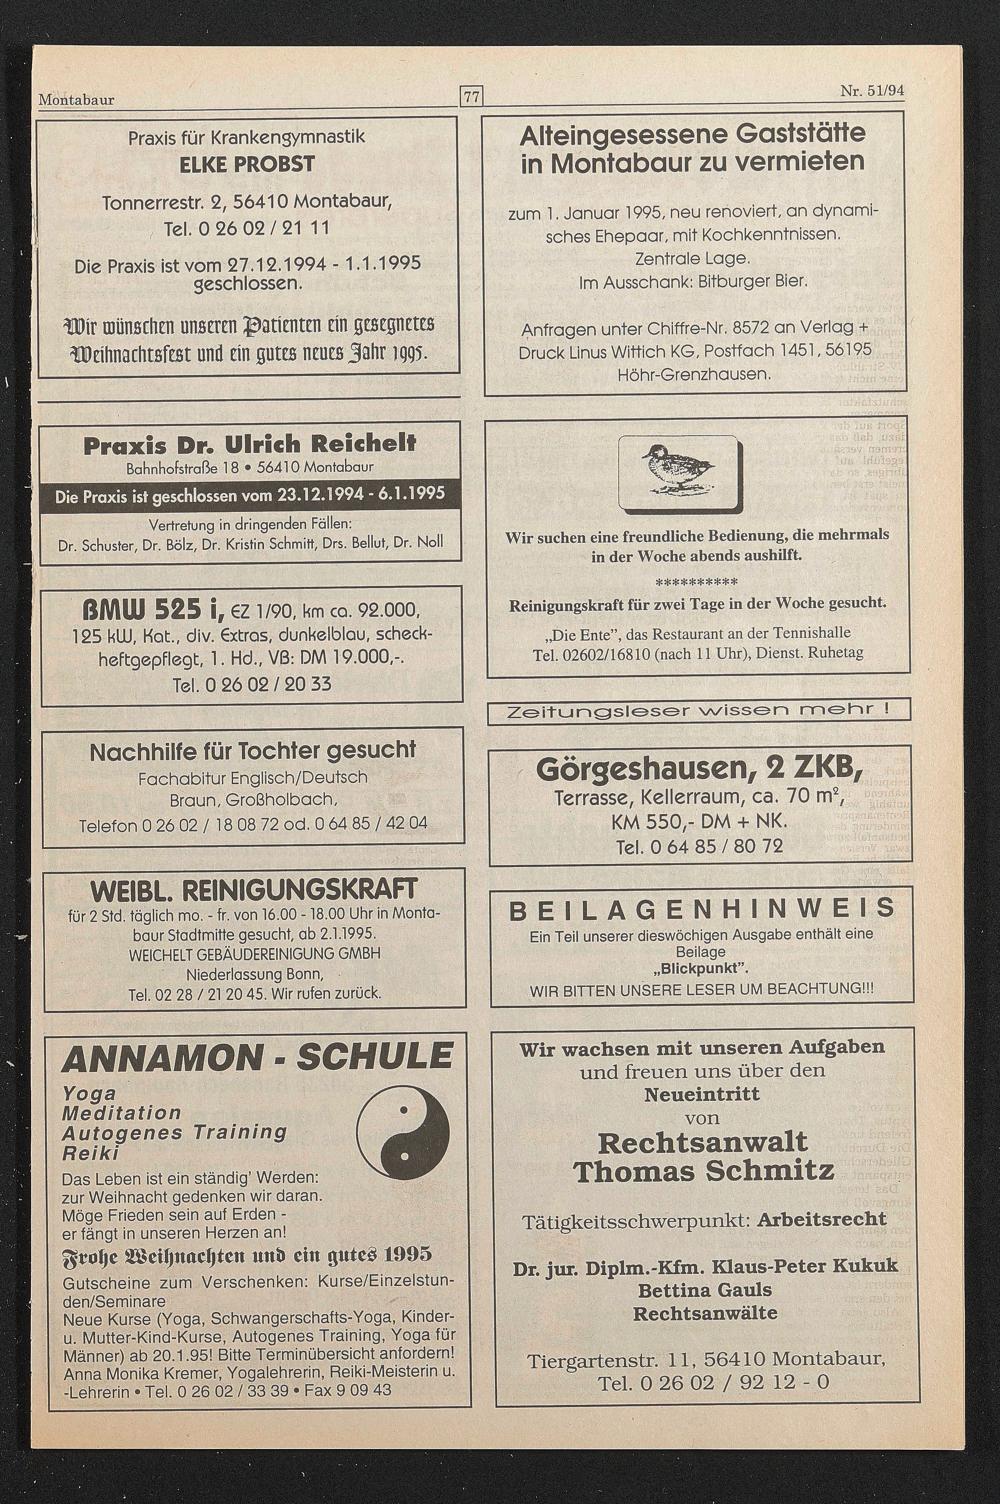 Montabaur
77
Nr. 51/94
Praxis für Krankengymnastik
ELKE PROBST
Tonnerrestr. 2, 56410 Montabaur,
Tel. 0 26 02 / 21 11
Die Praxis ist vom 27.12.1994 - 1.1.1995
geschlossen.
Wir wünschen unseren Patienten ein gesegnetes
Weihnachtsfest und ein gutes neues Jahr 1995.
Praxis Dr. Ulrich Reichelt
Bahnhofstraße 18 • 56410 Montabaur
Die Praxis ist geschlossen vom 23.12.1994 - 6.1.1995
Vertretung in dringenden Fällen:
Dr. Schuster, Dr. Bölz, Dr. Kristin Schmitt, Drs. Bellut, Dr. Noll
BMW 525 i, EZ 1/90, km ca. 92.000,
125 kW, Kat., div. Extras, dunkelblau, scheck-
heftgepflegt, 1. Hd., VB: DM 19.000,-.
Tel. 0 26 02 / 20 33
Nachhilfe für Tochter gesucht
Fachabitur Englisch/Deutsch
Braun, Großholbach,
Telefon 0 26 02 / 18 08 72 od. 0 64 85 / 42 04
WEIBL. REINIGUNGSKRAFT
für 2 Std. täglich mo. - fr. von 16.00 - 18.00 Uhr in Monta-
baur Stadtmitte gesucht, ab 2.1.1995.
WEICHELT GEBÄUDEREINIGUNG GMBH
Niederlassung Bonn,
Tel. 02 28 / 21 20 45. Wir rufen zurück.
ANNAMON - SCHULE
Yoga
Meditation
Autogenes Training
Reiki
Das Leben ist ein ständig' Werden:
zur Weihnacht gedenken wir daran.
Möge Frieden sein auf Erden -
er fängt in unseren Herzen an!
Frohe Weihnachten und ein gutes 1995
Gutscheine zum Verschenken: Kurse/Einzelstun-
den/Seminare
Neue Kurse (Yoga, Schwangerschafts-Yoga, Kinder-
u. Mutter-Kind-Kurse, Autogenes Training, Yoga für
Männer) ab 20.1.95! Bitte Terminübersicht anfordern!
Anna Monika Kremer, Yogalehrerin, Reiki-Meisterin u.
-Lehrerin • Tel. 0 26 02 / 33 39 • Fax 9 09 43
Alteingesessene Gaststätte
in Montabaur zu vermieten
zum 1. Januar 1995, neu renoviert, an dynami-
sches Ehepaar, mit Kochkenntnissen.
Zentrale Lage.
Im Ausschank: Bitburger Bier.
Anfragen unter Chiffre-Nr. 8572 an Verlag +
Druck Linus Wittich KG, Postfach 1451, 56195
Höhr-Grenzhausen.
Wir suchen eine freundliche Bedienung, die mehrmals
in der Woche abends aushilft.
**********
Reinigungskraft für zwei Tage in der Woche gesucht.
„Die Ente", das Restaurant an der Tennishalle
Tel. 02602/16810 (nach 11 Uhr), Dienst. Ruhetag
Zeitungsleser wissen mehr !
Görgeshausen, 2 ZKB,
Terrasse, Kellerraum, ca. 70 m²,
KM 550,- DM + NK.
Tel. 0 64 85 / 80 72
BEILAGENHINWEIS
Ein Teil unserer dieswöchigen Ausgabe enthält eine
Beilage
„Blickpunkt".
WIR BITTEN UNSERE LESER UM BEACHTUNG!!!
Wir wachsen mit unseren Aufgaben
und freuen uns über den
Neueintritt
von
Rechtsanwalt
Thomas Schmitz
Tätigkeitsschwerpunkt: Arbeitsrecht
Dr. jur. Diplm.-Kfm. Klaus-Peter Kukuk
Bettina Gauls
Rechtsanwälte
Tiergartenstr. 11, 56410 Montabaur,
Tel. 0 26 02 / 92 12 - 0